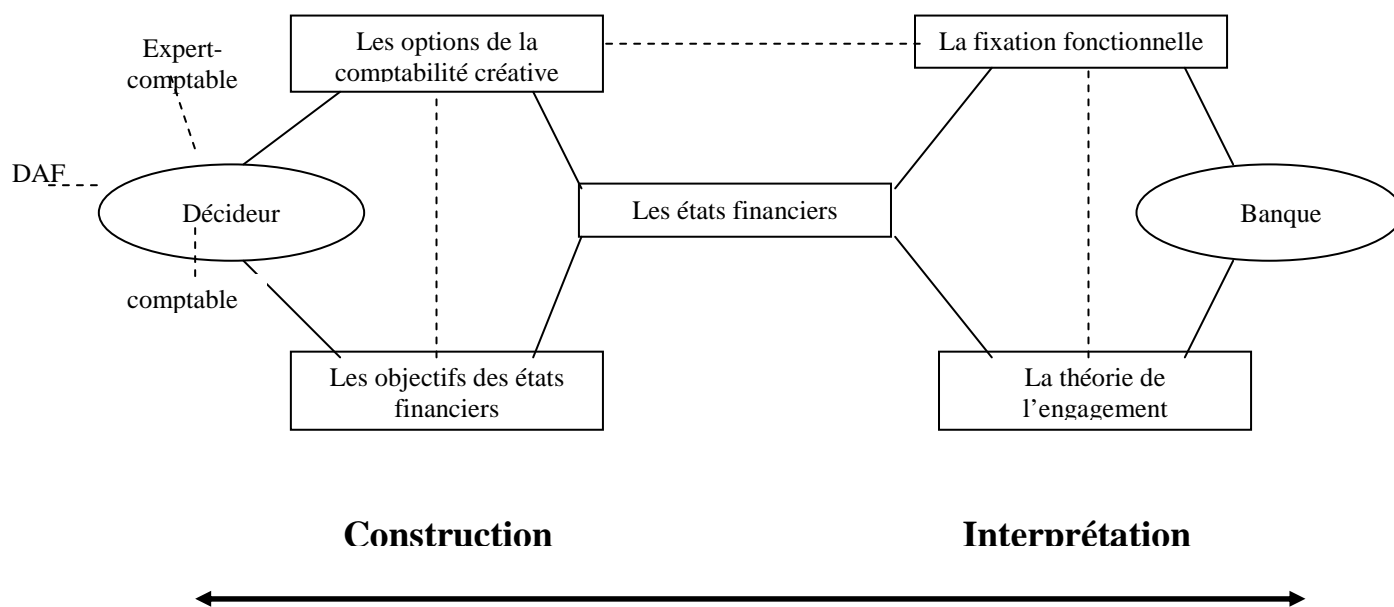 Expert-
comptable
DAF
Décideur
comptable
Les options de la
comptabilité créative
Les objectifs des états
financiers
Les états financiers
La fixation fonctionnelle
La théorie de
l’engagement
Banque
Construction
Interprétation